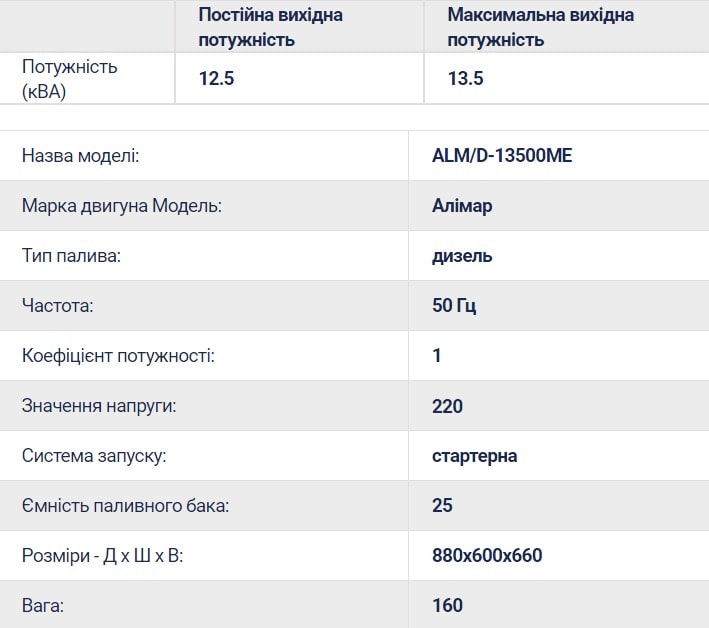 Постійна вихідна потужність
Максимальна вихідна потужність
Потужність (кВА)
12.5
13.5
Назва моделі: ALM/D-13500ME
Марка двигуна Модель: Алімар
Тип палива: дизель
Частота: 50 Гц
Коефіцієнт потужності: 1
Значення напруги: 220
Система запуску: стартерна
Ємність паливного бака: 25
Розміри - Д х Ш х В: 880x600x660
Вага: 160